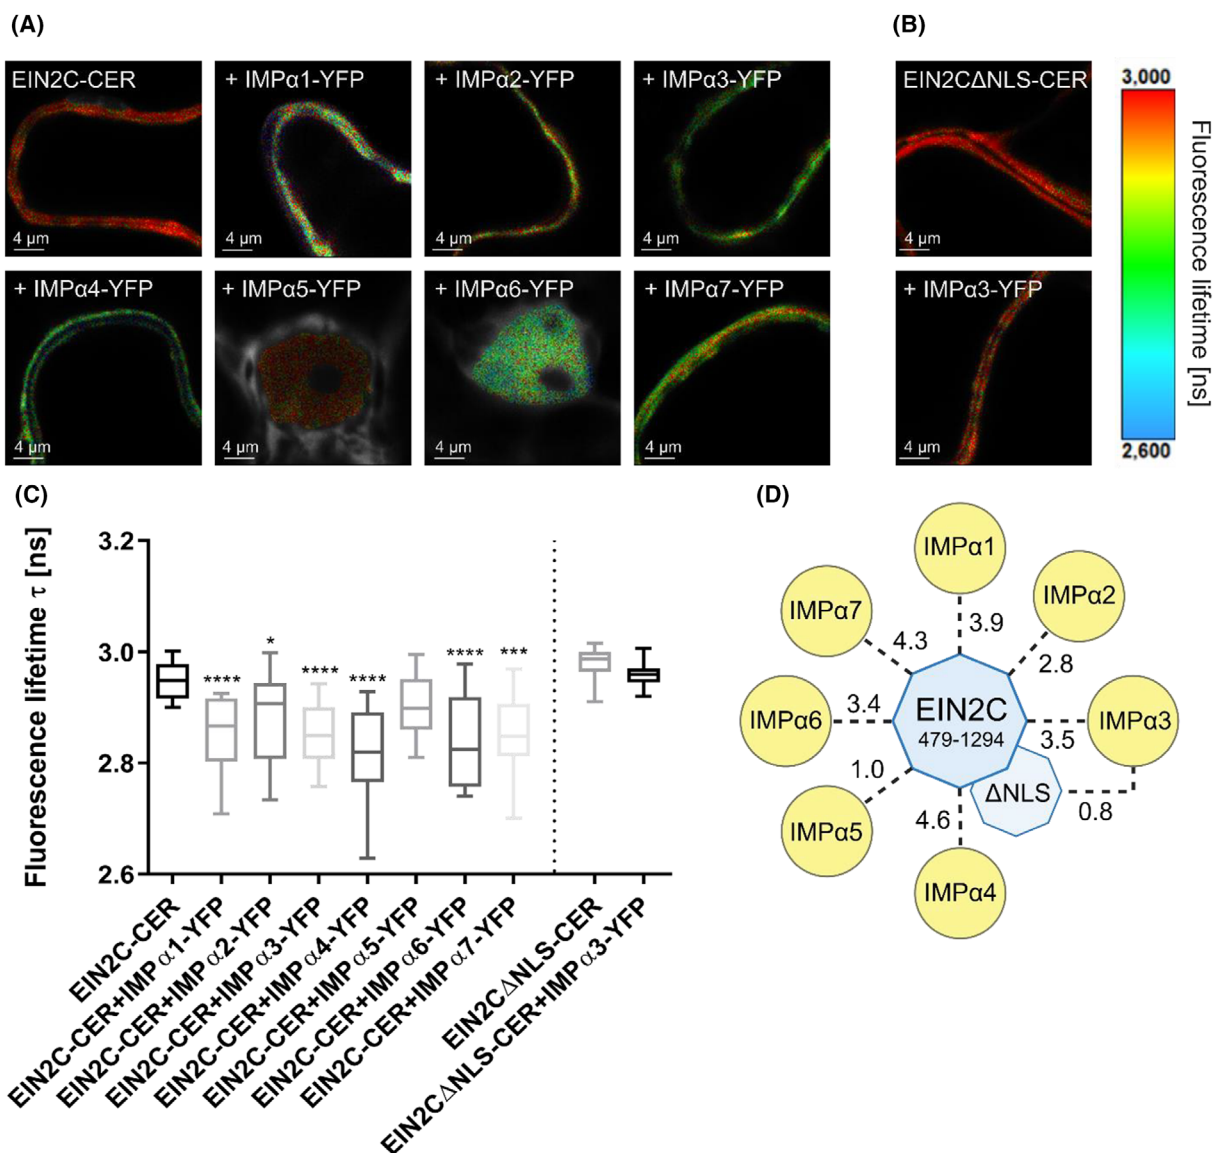 (A)
EIN2C-CER
+ IMPα1-YFP
+ IMPα2-YFP
+ IMPα3-YFP
4 μm
4 μm
4 μm
4 μm
+ IMPα4-YFP
+ IMPα5-YFP
+ IMPα6-YFP
+ IMPα7-YFP
4 μm
4 μm
4 μm
4 μm
(B)
EIN2CΔNLS-CER
4 μm
+ IMPα3-YFP
4 μm
3,000
2,600
Fluorescence lifetime [ns]
(C)
Fluorescence lifetime τ [ns]
3.2
3.0
2.8
2.6
****
*
****
****
****
***
EIN2C-CER
EIN2C-CER+IMPα1-YFP
EIN2C-CER+IMPα2-YFP
EIN2C-CER+IMPα3-YFP
EIN2C-CER+IMPα4-YFP
EIN2C-CER+IMPα5-YFP
EIN2C-CER+IMPα6-YFP
EIN2C-CER+IMPα7-YFP
EIN2CΔNLS-CER
EIN2CΔNLS-CER+IMPα3-YFP
(D)
IMPα1
IMPα2
IMPα7
3.9
4.3
2.8
IMPα6
3.4
EIN2C
479-1294
3.5
IMPα3
1.0
ΔNLS
0.8
IMPα5
4.6
IMPα4